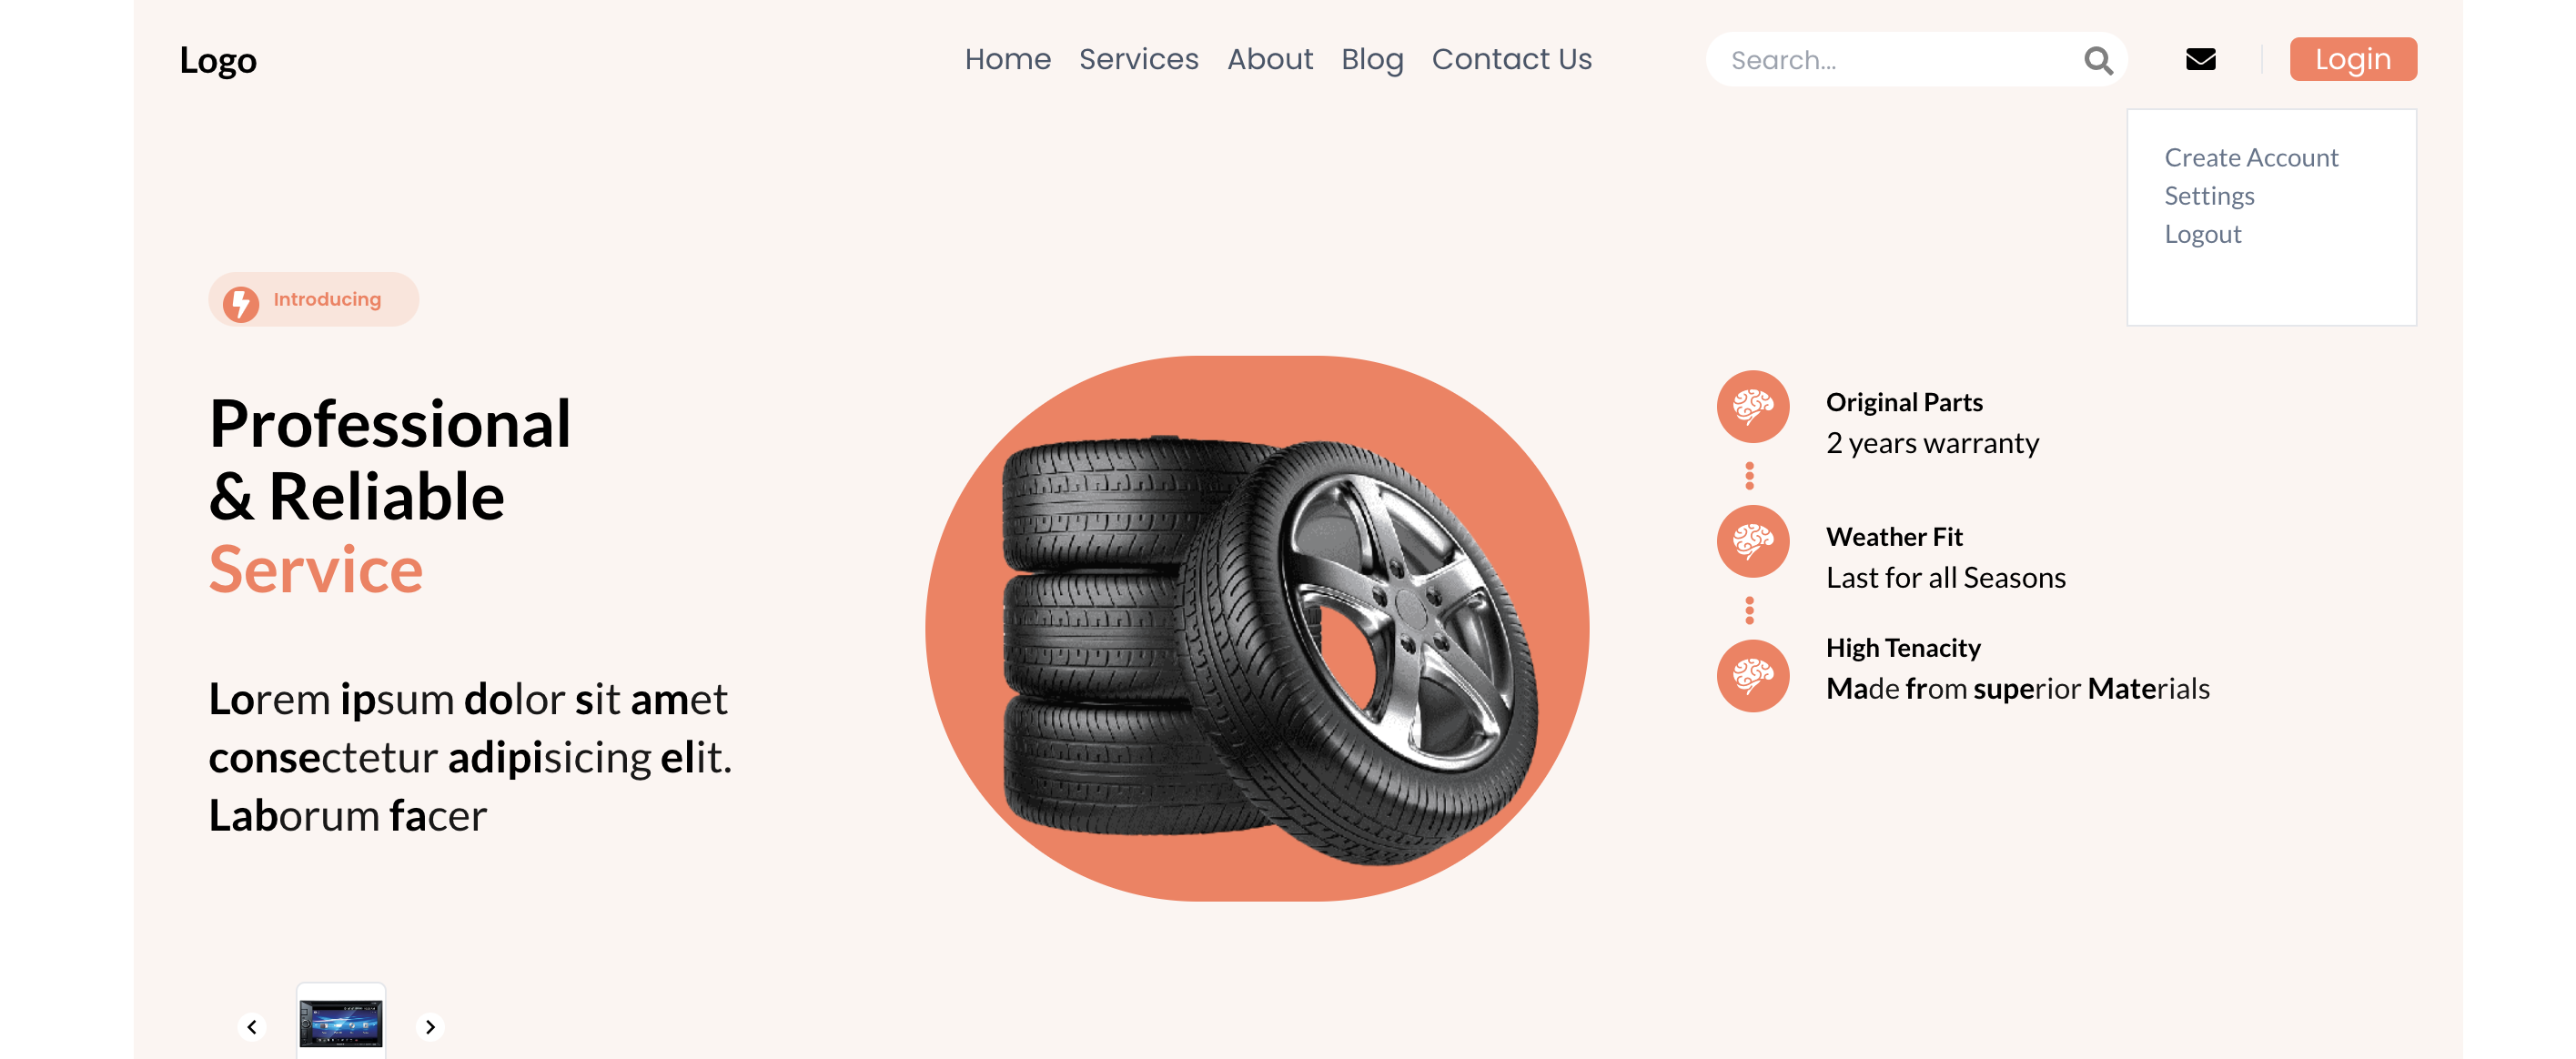 Logo
Home Services About Blog Contact Us
Search...
Login
Create Account
Settings
Logout
Introducing
Professional
& Reliable
Service
Lorem ipsum dolor sit amet
consectetur adipisicing elit.
Laborum facer
Original Parts
2 years warranty
Weather Fit
Last for all Seasons
High Tenacity
Made from superior Materials